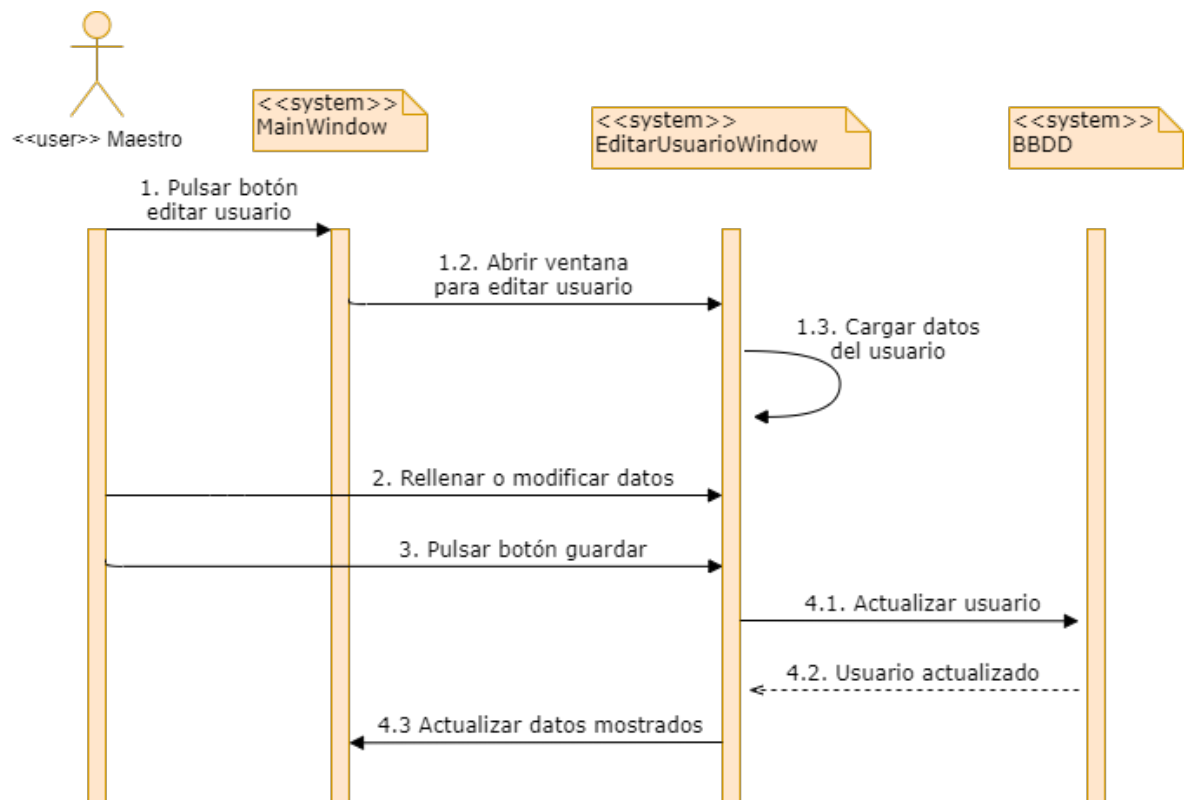 <<user>> Maestro
<<system>>
MainWindow
<<system>>
EditarUsuarioWindow
<<system>>
BBDD
1. Pulsar botón
editar usuario
1.2. Abrir ventana
para editar usuario
1.3. Cargar datos
del usuario
2. Rellenar o modificar datos
3. Pulsar botón guardar
4.1. Actualizar usuario
4.2. Usuario actualizado
4.3 Actualizar datos mostrados